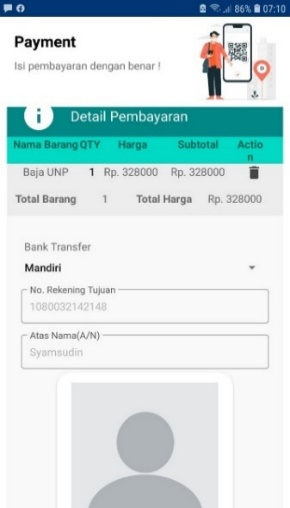 86% 07:10
Payment
Isi pembayaran dengan benar !
Detail Pembayaran
Nama Barang QTY Harga Subtotal Action
Baja UNP 1 Rp. 328000 Rp. 328000
Total Barang 1 Total Harga Rp. 328000
Bank Transfer
Mandiri
No. Rekening Tujuan
1080032142148
Atas Nama(A/N)
Syamsudin